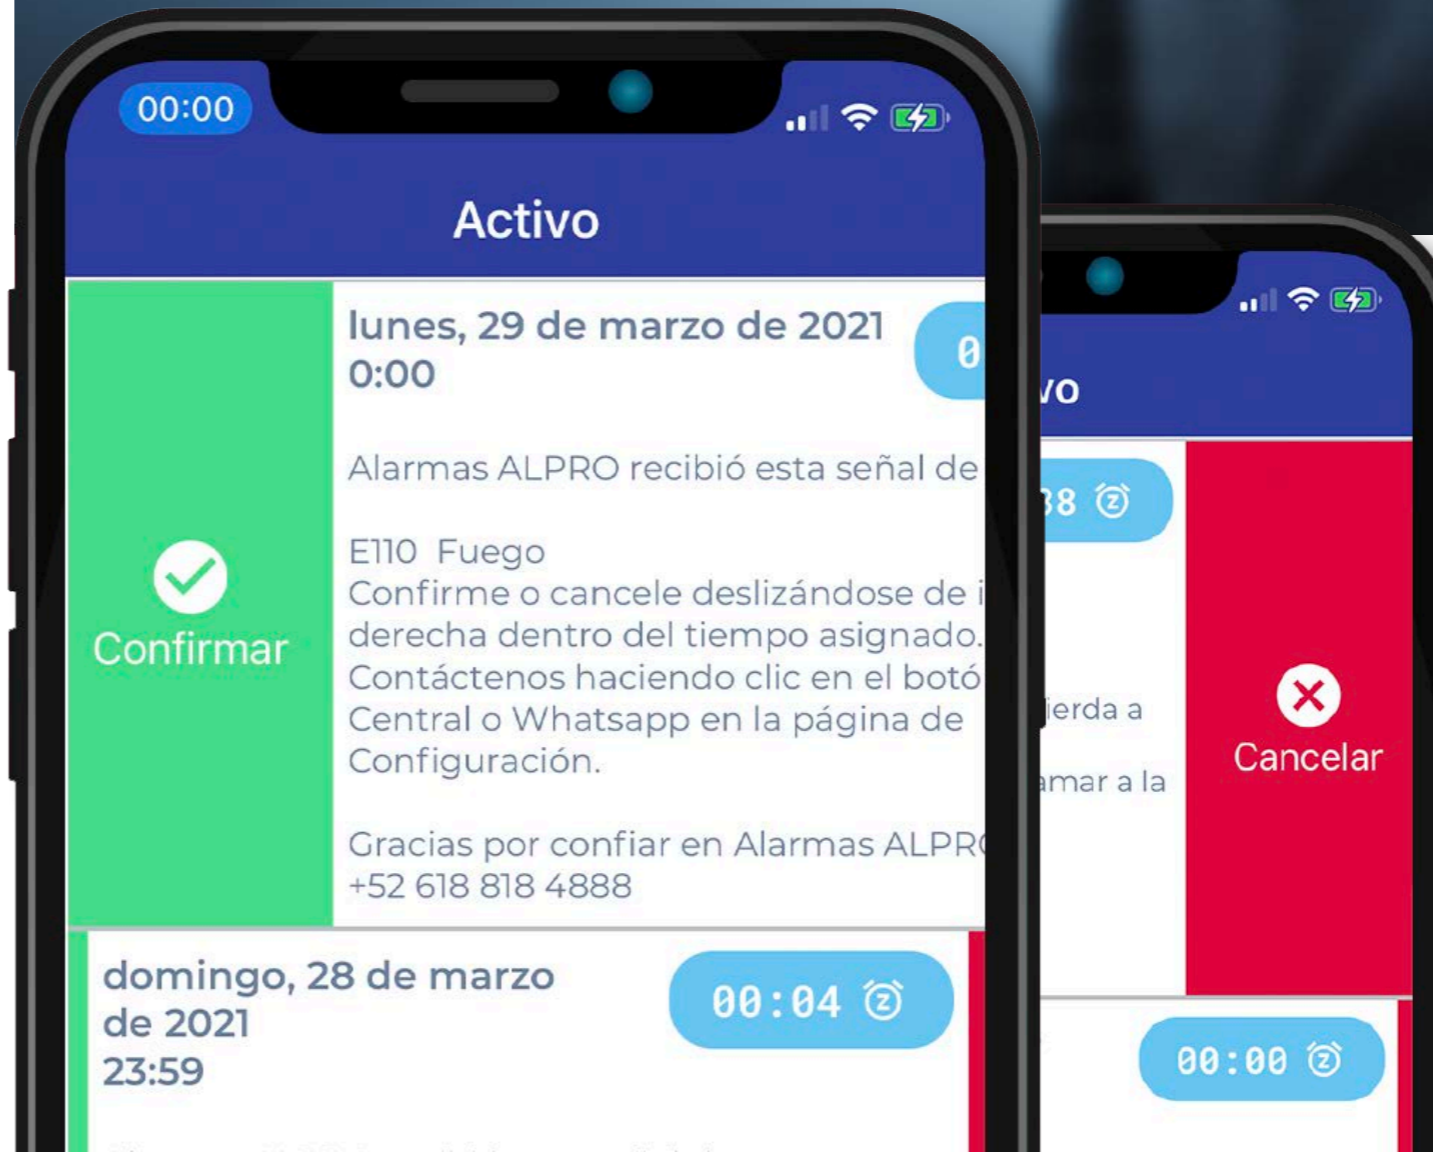 00:00
Activo
lunes, 29 de marzo de 2021
0:00
Alarmas ALPRO recibió esta señal de
E110 Fuego
Confirme o cancele deslizándose de
derecha dentro del tiempo asignado.
Contáctenos haciendo clic en el
Central o Whatsapp en la página de
Configuración.
Gracias por confiar en Alarmas
+52 618 818 4888
Confirmar
domingo, 28 de marzo
de 2021
23:59
00:04
vo
38
ierda a
amar a la
Cancelar
00:00